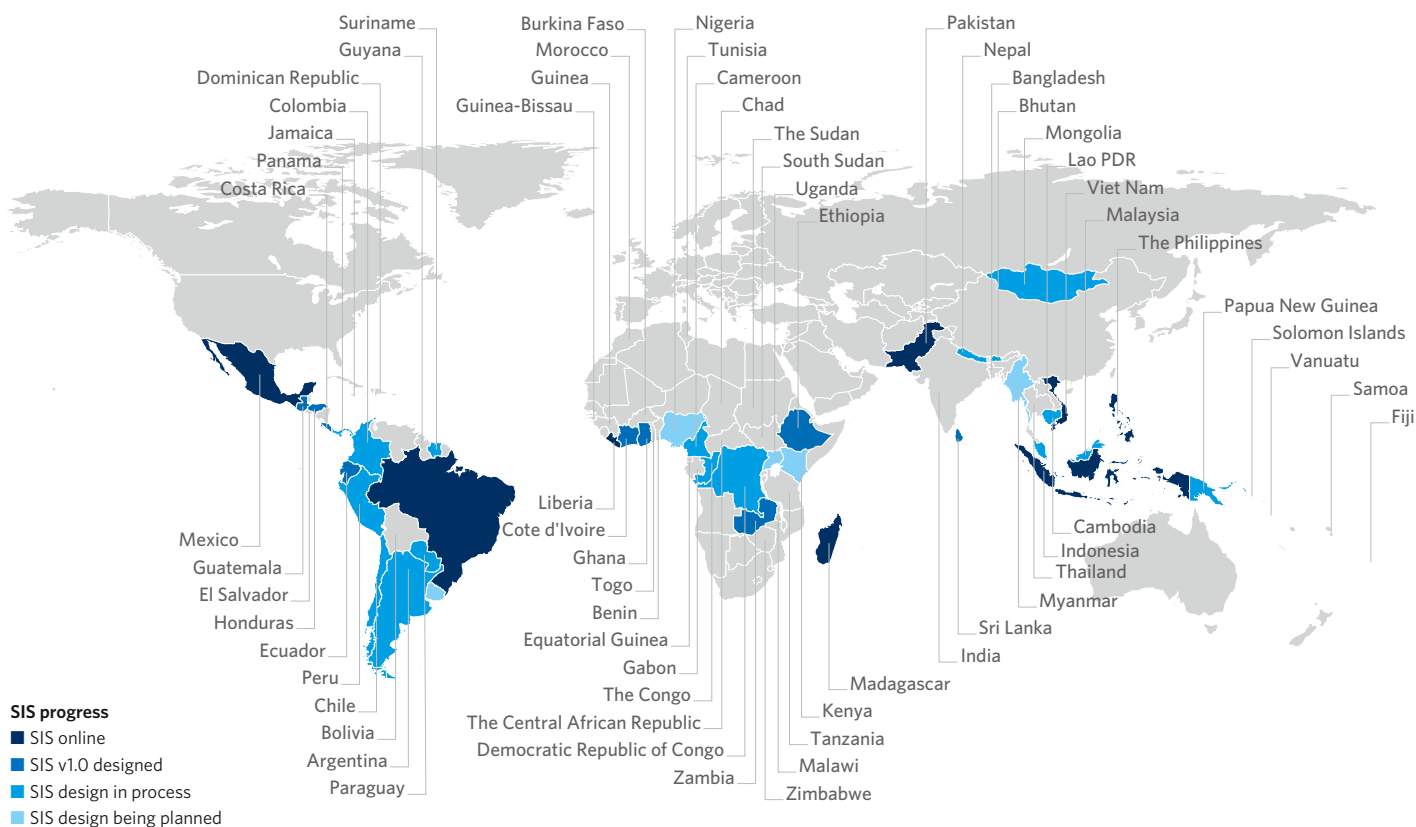 Suriname
Guyana
Dominican Republic
Colombia
Jamaica
Panama
Costa Rica
Burkina Faso
Morocco
Guinea
Guinea-Bissau
Nigeria
Tunisia
Cameroon
Chad
The Sudan
South Sudan
Uganda
Ethiopia
Pakistan
Nepal
Bangladesh
Bhutan
Mongolia
Lao PDR
Viet Nam
Malaysia
The Philippines
Papua New Guinea
Solomon Islands
Vanuatu
Samoa
Fiji
Mexico
Guatemala
El Salvador
Honduras
Ecuador
Peru
Chile
Bolivia
Argentina
Paraguay
Liberia
Cote d'Ivoire
Ghana
Togo
Benin
Equatorial Guinea
Gabon
The Congo
The Central African Republic
Democratic Republic of Congo
Zambia
Cambodia
Indonesia
Thailand
Myanmar
Sri Lanka
India
Madagascar
Kenya
Tanzania
Malawi
Zimbabwe
SIS progress
SIS online
SIS v1.0 designed
SIS design in process
SIS design being planned